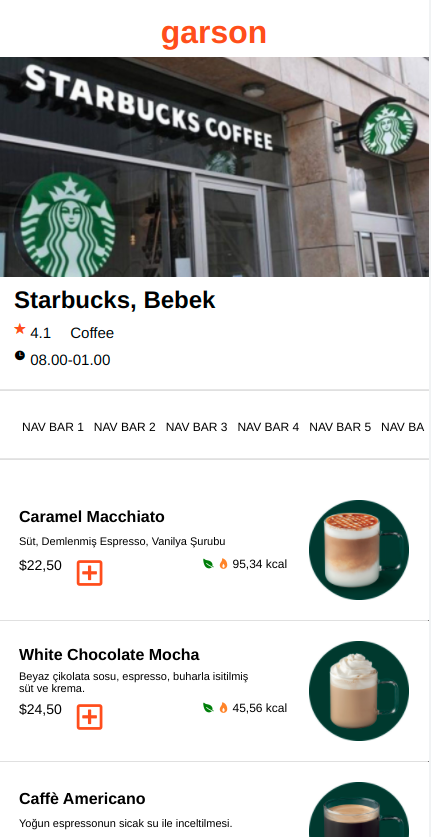 garson
STARBUCKS COFFEE
Starbucks, Bebek
4.1 Coffee
08.00-01.00
NAV BAR 1 NAV BAR 2 NAV BAR 3 NAV BAR 4 NAV BAR 5 NAV BA
Caramel Macchiato
Süt, Demlenmiş Espresso, Vanilya Şurubu
$22,50 95,34 kcal
White Chocolate Mocha
Beyaz çikolata sosu, espresso, buharla isitilmiş
süt ve krema.
$24,50 45,56 kcal
Caffè Americano
Yoğun espressonun sicak su ile inceltilmesi.